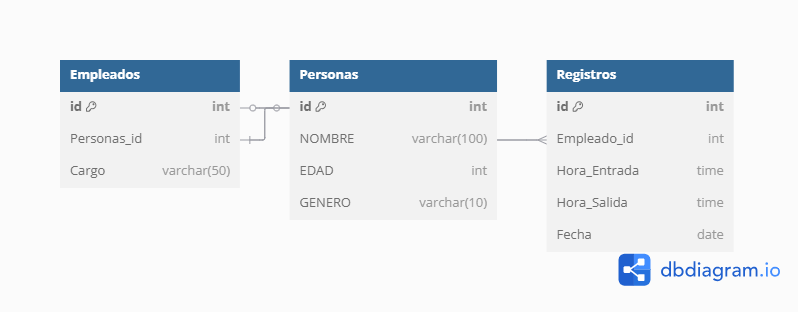 Empleados
id int
Personas_id int
Cargo varchar(50)
Personas
id int
NOMBRE varchar(100)
EDAD int
GENERO varchar(10)
Registros
id int
Empleado_id int
Hora_Entrada time
Hora_Salida time
Fecha date
dbdiagram.io